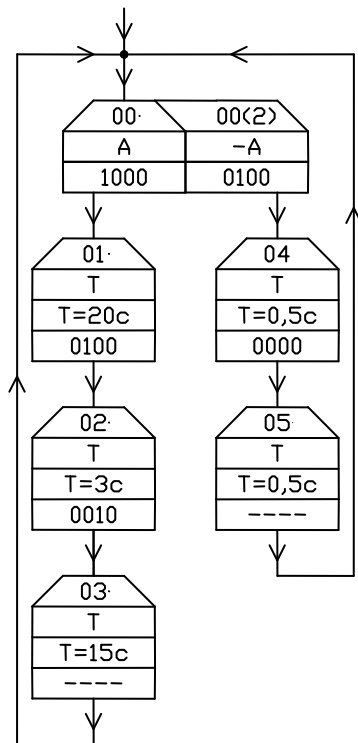 00· 00(2)
A -A
1000 0100
01· 04
T T
T=20c T=0,5c
0100 0000
02· 05
T T
T=3c T=0,5c
0010 ----
03·
T
T=15c
-----